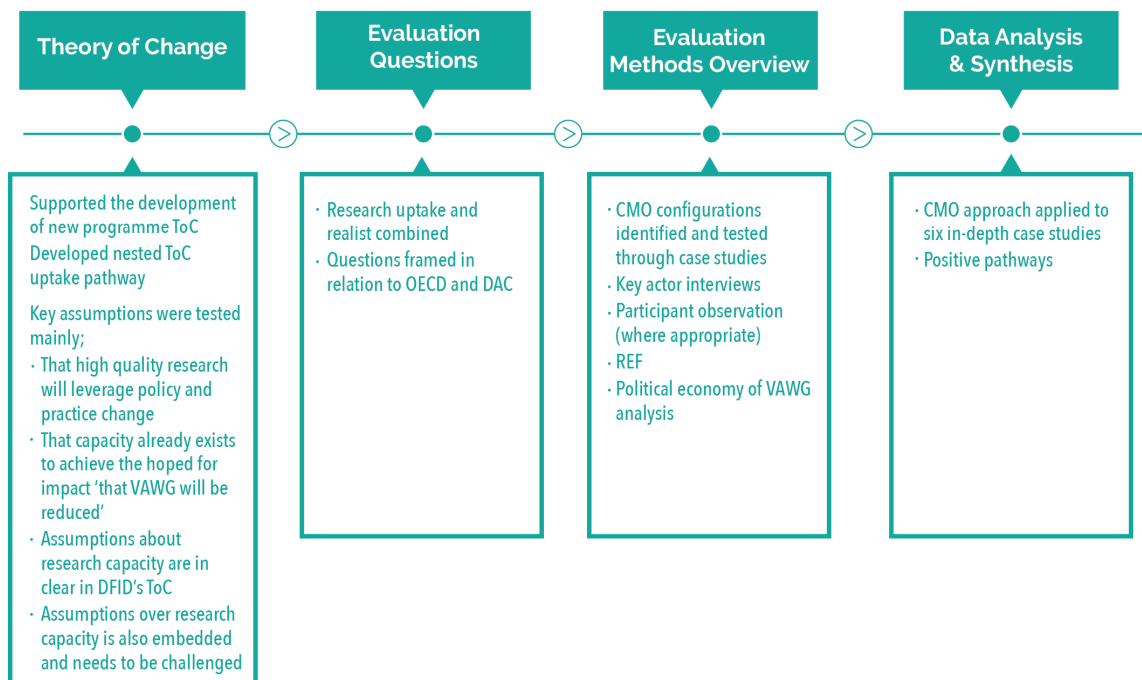 Theory of Change
Supported the development
of new programme ToC
Developed nested ToC
uptake pathway
Key assumptions were tested
mainly;
· That high quality research
will leverage policy and
practice change
· That capacity already exists
to achieve the hoped for
impact ‘that VAWG will be
reduced’
· Assumptions about
research capacity are in
clear in DFID’s ToC
· Assumptions over research
capacity is also embedded
and needs to be challenged
Evaluation
Questions
· Research uptake and
realist combined
· Questions framed in
relation to OECD and DAC
Evaluation
Methods Overview
· CMO configurations
identified and tested
through case studies
· Key actor interviews
· Participant observation
(where appropriate)
· REF
· Political economy of VAWG
analysis
Data Analysis
& Synthesis
· CMO approach applied to
six in-depth case studies
· Positive pathways